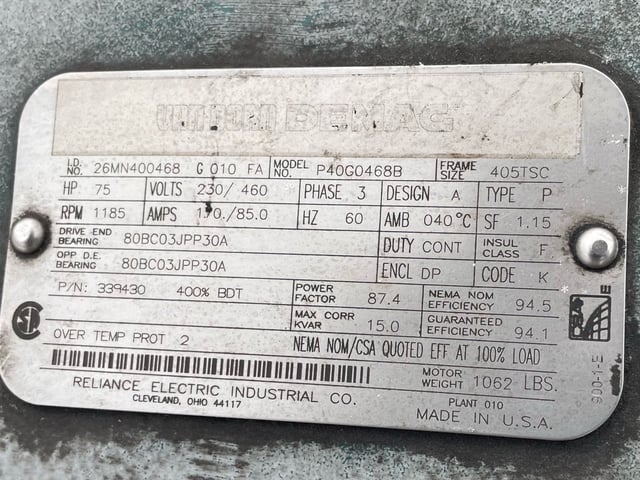 VAN DORN DEMAG
I.D. NO. 26MN400468 G 010 FA MODEL NO. P40G0468B FRAME SIZE 405TSC
HP 75 VOLTS 230/460 PHASE 3 DESIGN A TYPE P
RPM 1185 AMPS 170./85.0 HZ 60 AMB 040°C SF 1.15
DRIVE END BEARING 80BC03JPP30A DUTY CONT INSUL CLASS F
OPP D.E. BEARING 80BC03JPP30A ENCL DP CODE K
P/N: 339430 400% BDT POWER FACTOR 87.4 NEMA NOM EFFICIENCY 94.5
MAX CORR KVAR 15.0 GUARANTEED EFFICIENCY 94.1
OVER TEMP PROT 2 NEMA NOM/CSA QUOTED EFF AT 100% LOAD
MOTOR WEIGHT 1062 LBS.
RELIANCE ELECTRIC INDUSTRIAL CO.
CLEVELAND, OHIO 44117 PLANT 010
MADE IN U.S.A.
CSA
E
900-1-E